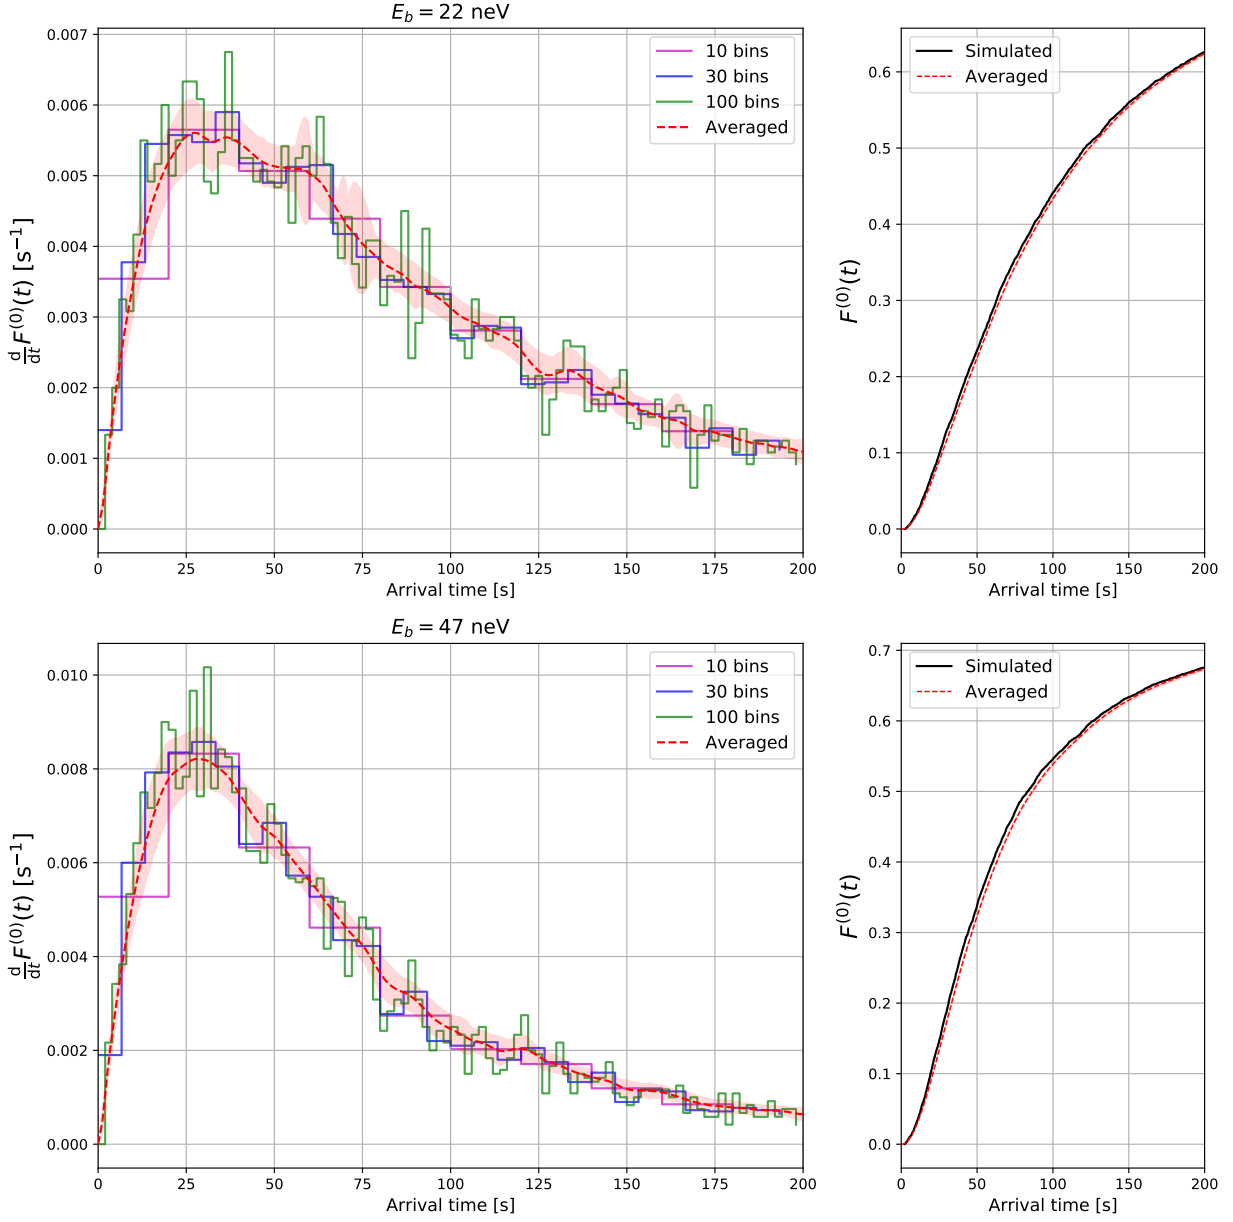 E_b = 22 neV
0.007
0.006
0.005
0.004
0.003
0.002
0.001
0.000
d/dt F^(0)(t) [s^−1]
10 bins
30 bins
100 bins
Averaged
0 25 50 75 100 125 150 175 200
Arrival time [s]
0.6
0.5
0.4
0.3
0.2
0.1
0.0
F^(0)(t)
Simulated
Averaged
0 50 100 150 200
Arrival time [s]
E_b = 47 neV
0.010
0.008
0.006
0.004
0.002
0.000
d/dt F^(0)(t) [s^−1]
10 bins
30 bins
100 bins
Averaged
0 25 50 75 100 125 150 175 200
Arrival time [s]
0.7
0.6
0.5
0.4
0.3
0.2
0.1
0.0
F^(0)(t)
Simulated
Averaged
0 50 100 150 200
Arrival time [s]